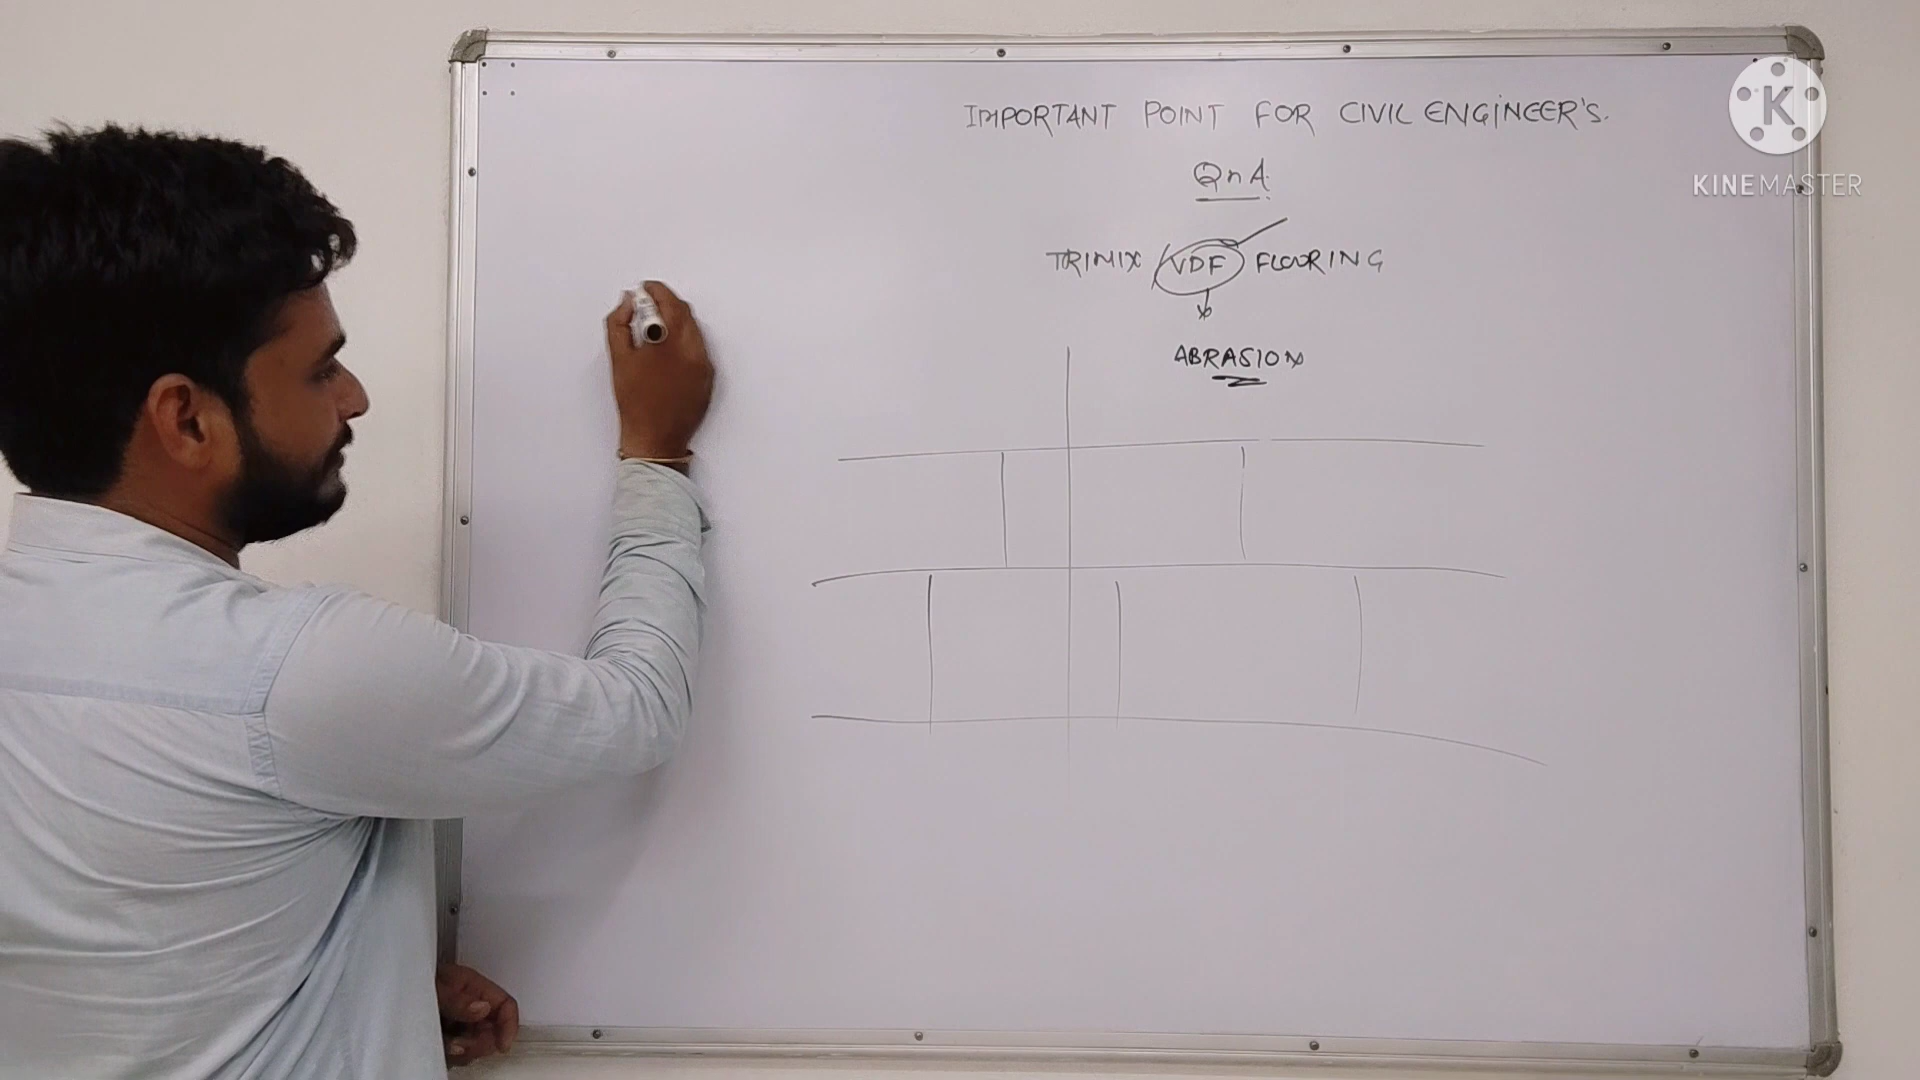 IMPORTANT POINT FOR CIVIL ENGINEER'S.
QnA
TRIMIX VDF FLOORING
ABRASION
K
KINEMASTER